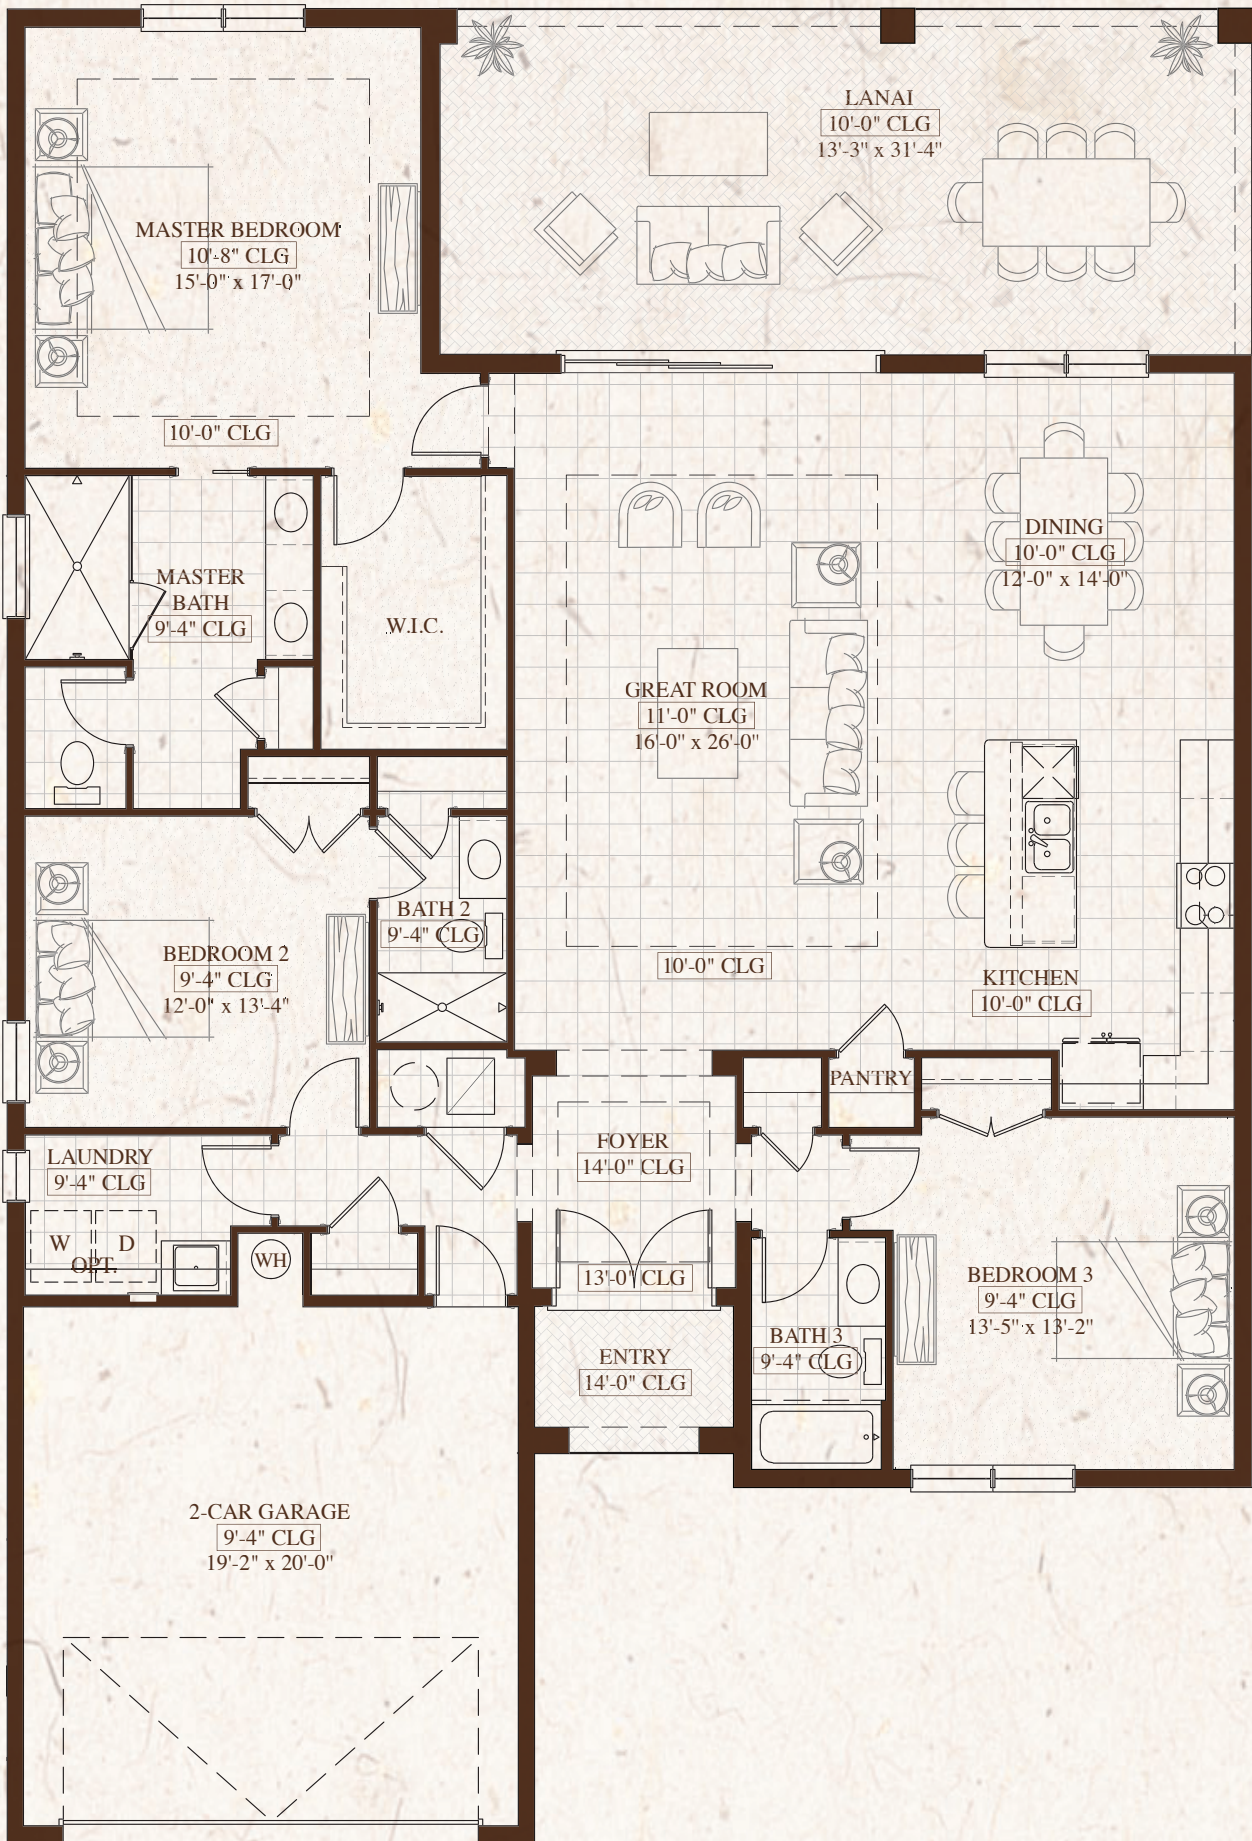 LANAI
10'-0" CLG
13'-3" x 31'-4"
MASTER BEDROOM
10'-8" CLG
15'-0" x 17'-0"
10'-0" CLG
DINING
10'-0" CLG
12'-0" x 14'-0"
MASTER
BATH
9'-4" CLG
W.I.C.
GREAT ROOM
11'-0" CLG
16'-0" x 26'-0"
10'-0" CLG
BATH 2
9'-4" CLG
BEDROOM 2
9'-4" CLG
12'-0" x 13'-4"
KITCHEN
10'-0" CLG
PANTRY
FOYER
14'-0" CLG
13'-0" CLG
LAUNDRY
9'-4" CLG
W D
OPT.
WH
BEDROOM 3
9'-4" CLG
13'-5" x 13'-2"
BATH 3
9'-4" CLG
ENTRY
14'-0" CLG
2-CAR GARAGE
9'-4" CLG
19'-2" x 20'-0"